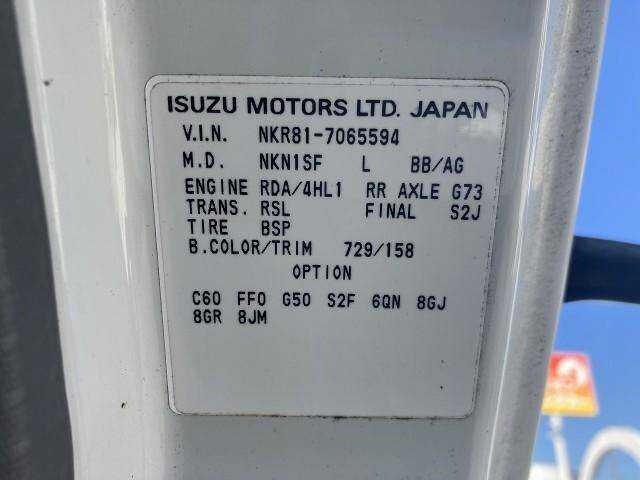 ISUZU MOTORS LTD. JAPAN
V.I.N. NKR81-7065594
M.D. NKN1SF L BB/AG
ENGINE RDA/4HL1 RR AXLE G73
TRANS. RSL FINAL S2J
TIRE BSP
B.COLOR/TRIM 729/158
OPTION
C60 FF0 G50 S2F 6QN 8GJ
8GR 8JM